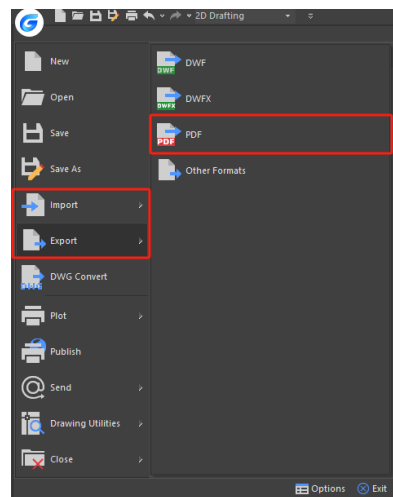 2D Drafting
New
Open
Save
Save As
Import
Export
DWG Convert
Plot
Publish
Send
Drawing Utilities
Close
DWF
DWF
DWFX
DWFX
PDF
PDF
Other Formats
DWG
Options
Exit